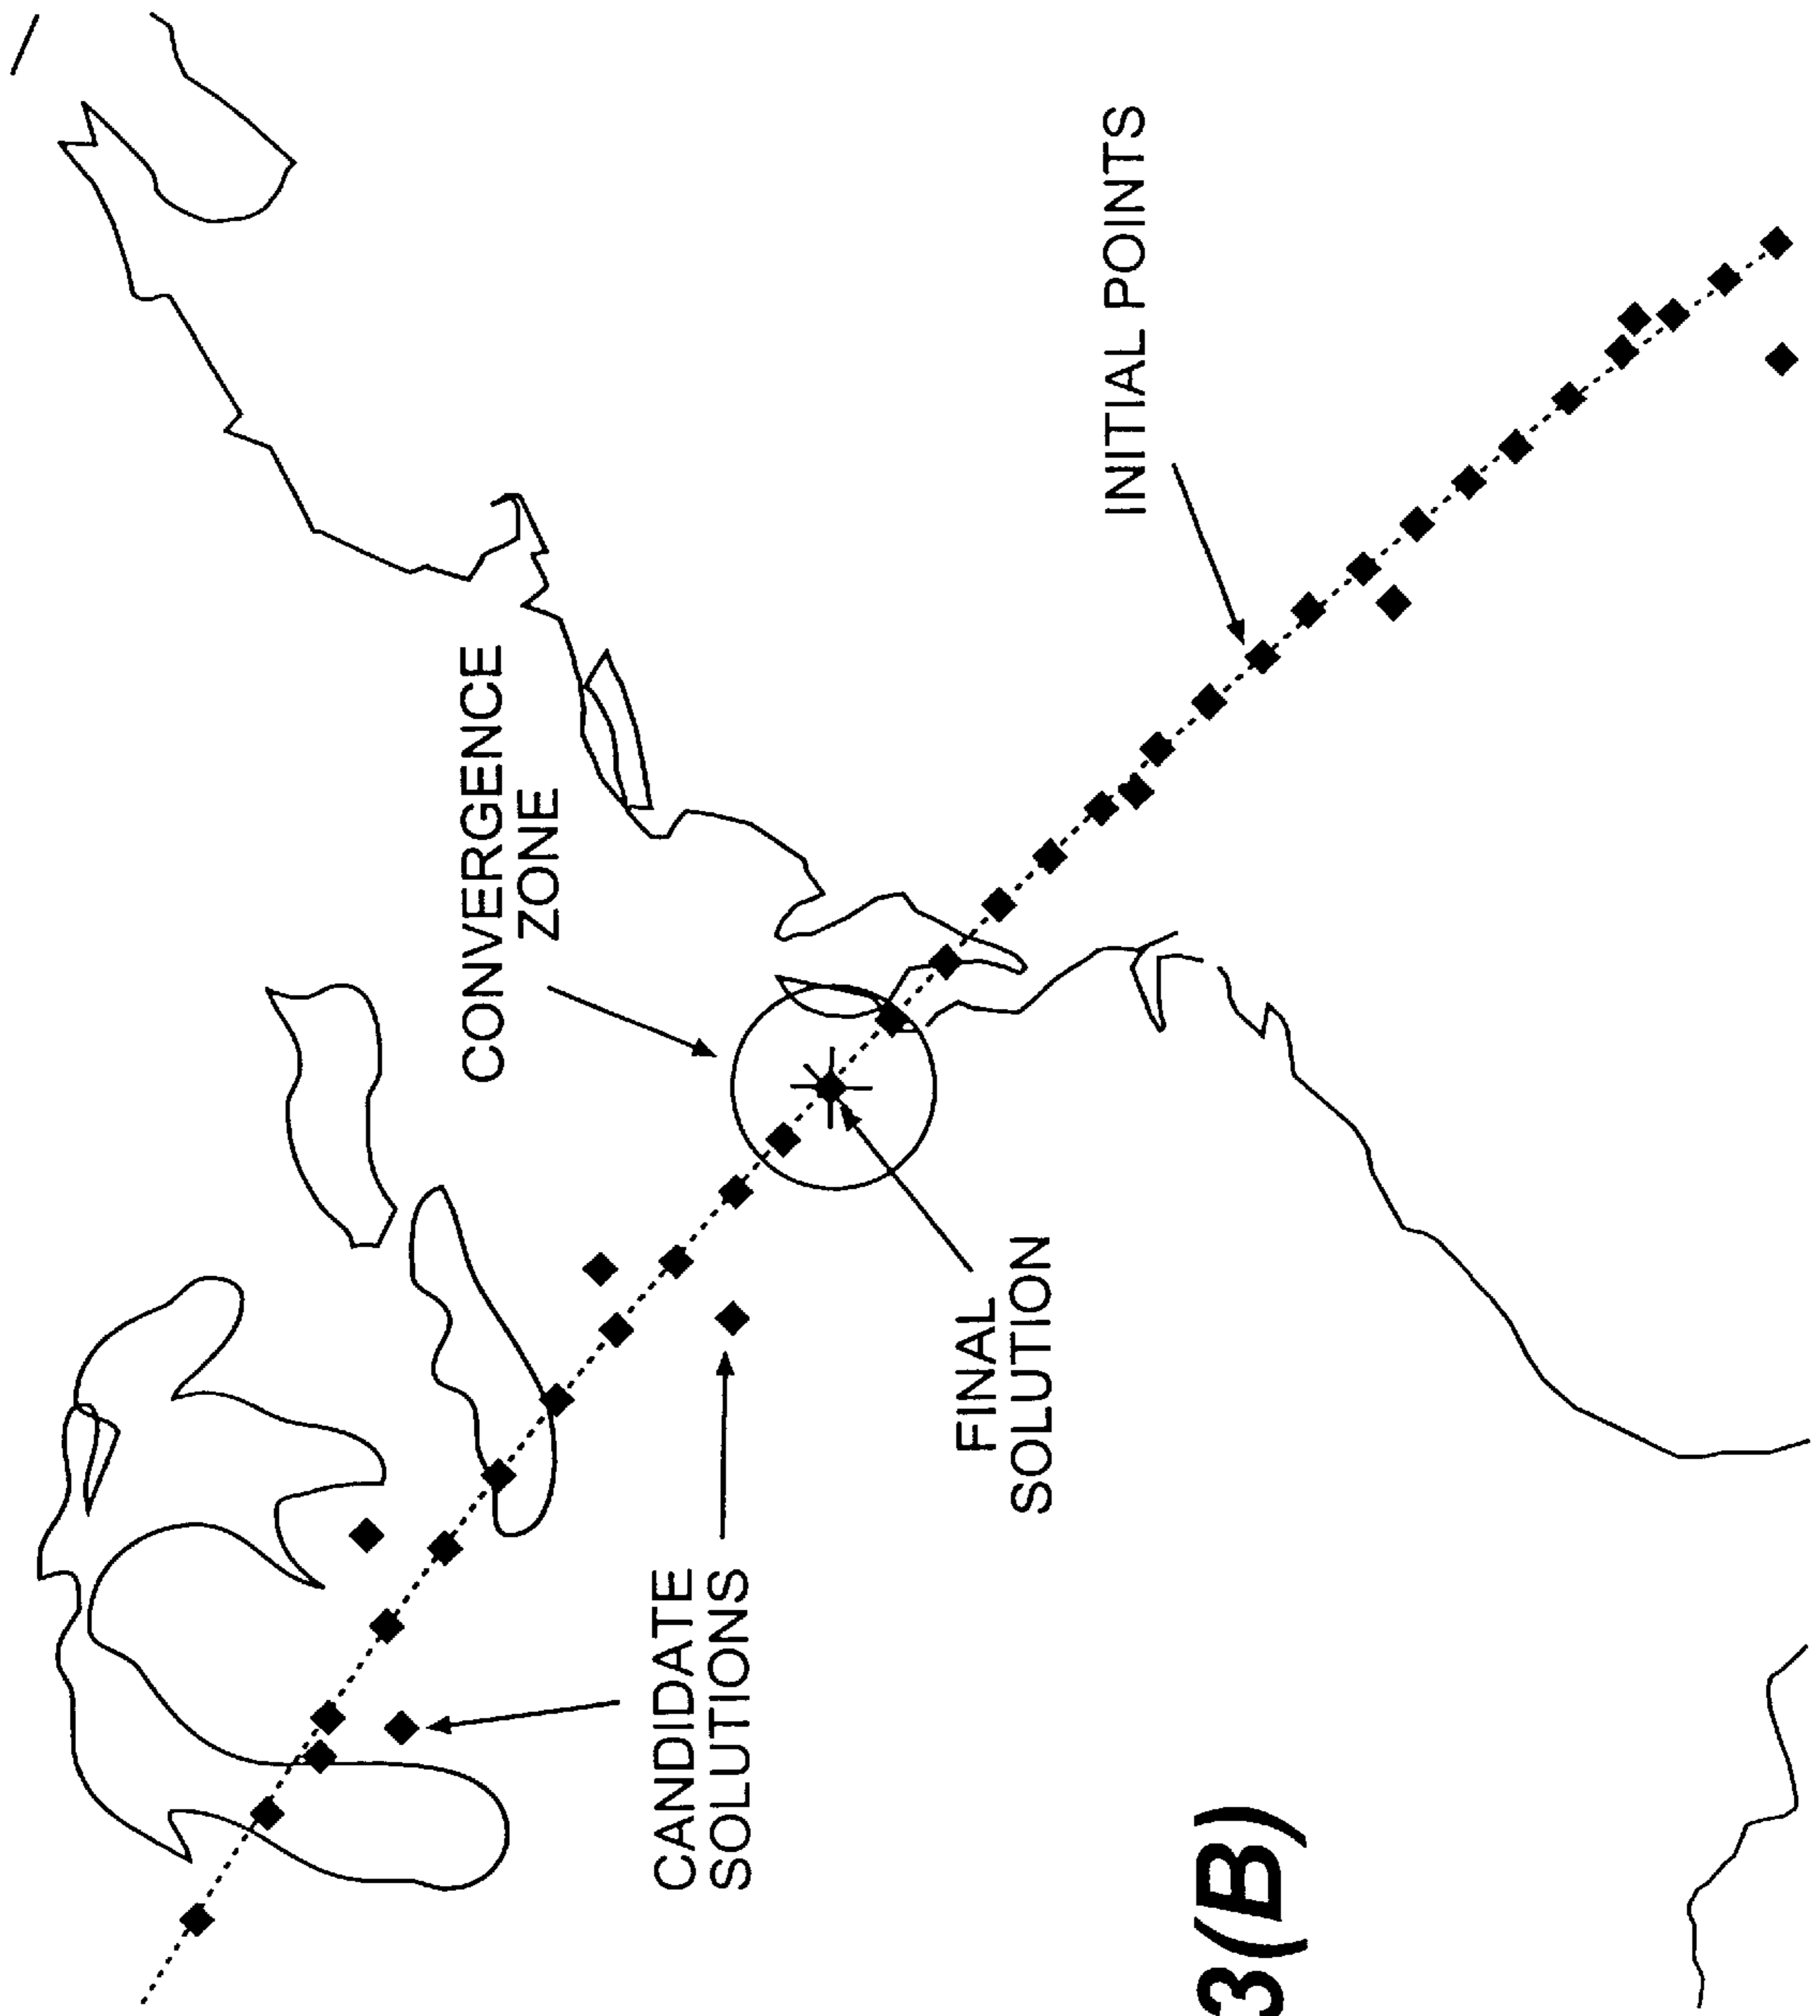 CONVERGENCE
ZONE
INITIAL POINTS
CANDIDATE
SOLUTIONS
FINAL
SOLUTION
3(B)